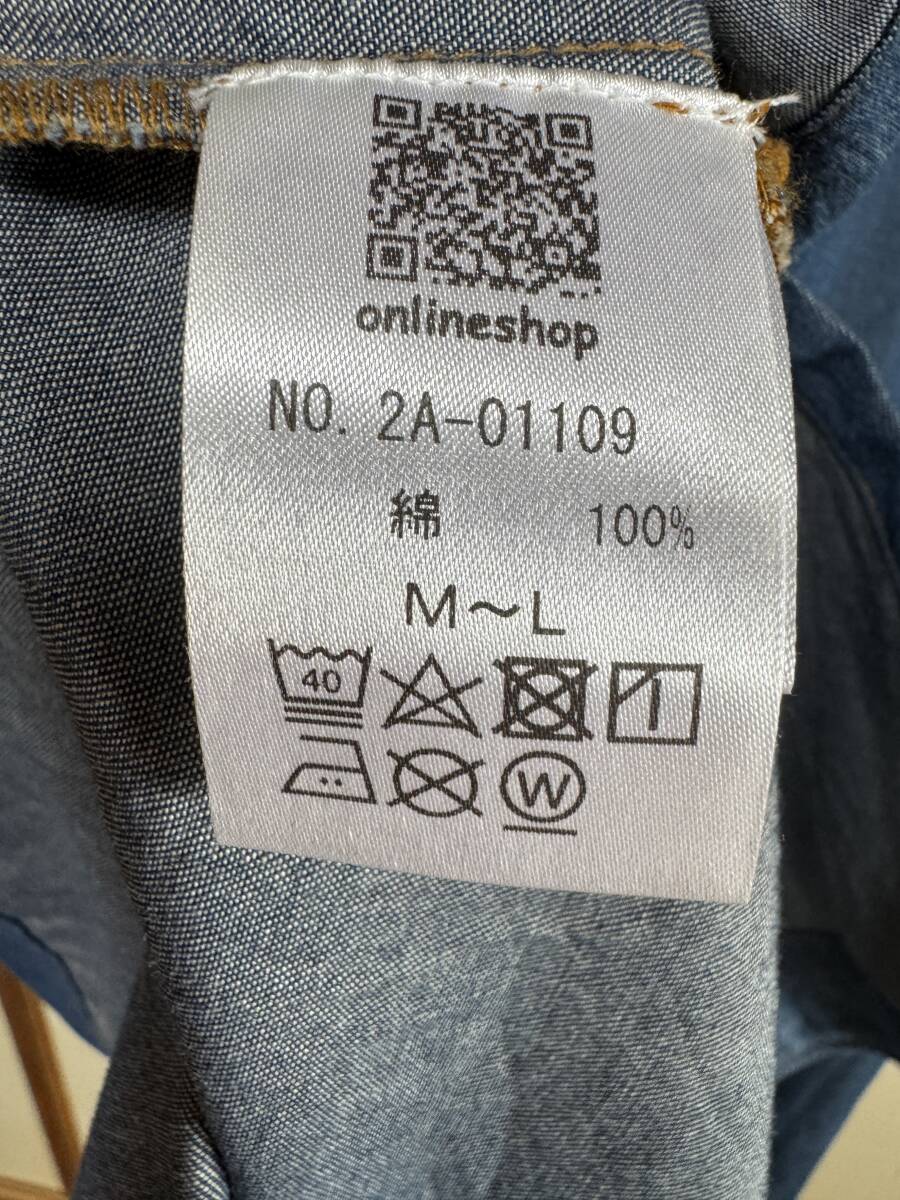 onlineshop
NO. 2A-01109
綿 100%
M～L
40
W